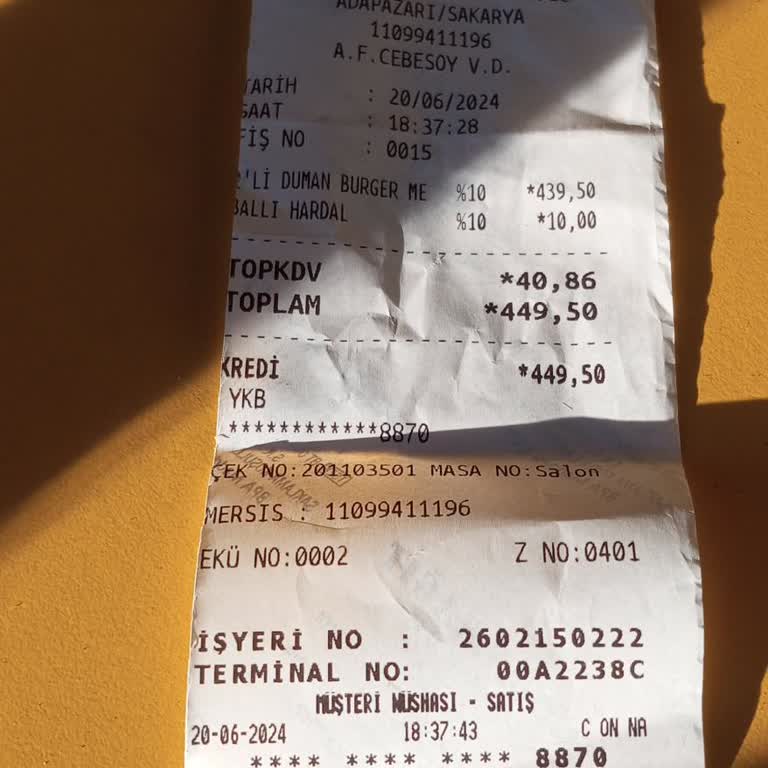 ADAPAZARI/SAKARYA
11099411196
A.F.CEBESOY V.D.
TARİH : 20/06/2024
SAAT : 18:37:28
FİŞ NO : 0015
2'Lİ DUMAN BURGER ME %10 *439,50
BALLI HARDAL %10 *10,00
TOPKDV *40,86
TOPLAM *449,50
KREDİ *449,50
YKB
************8870
ÇEK NO:201103501 MASA NO:Salon
MERSIS : 11099411196
EKÜ NO:0002 Z NO:0401
İŞYERİ NO : 2602150222
TERMİNAL NO: 00A2238C
MÜŞTERİ NÜSHASI - SATIŞ
20-06-2024 18:37:43 C ON NA
**** **** **** 8870